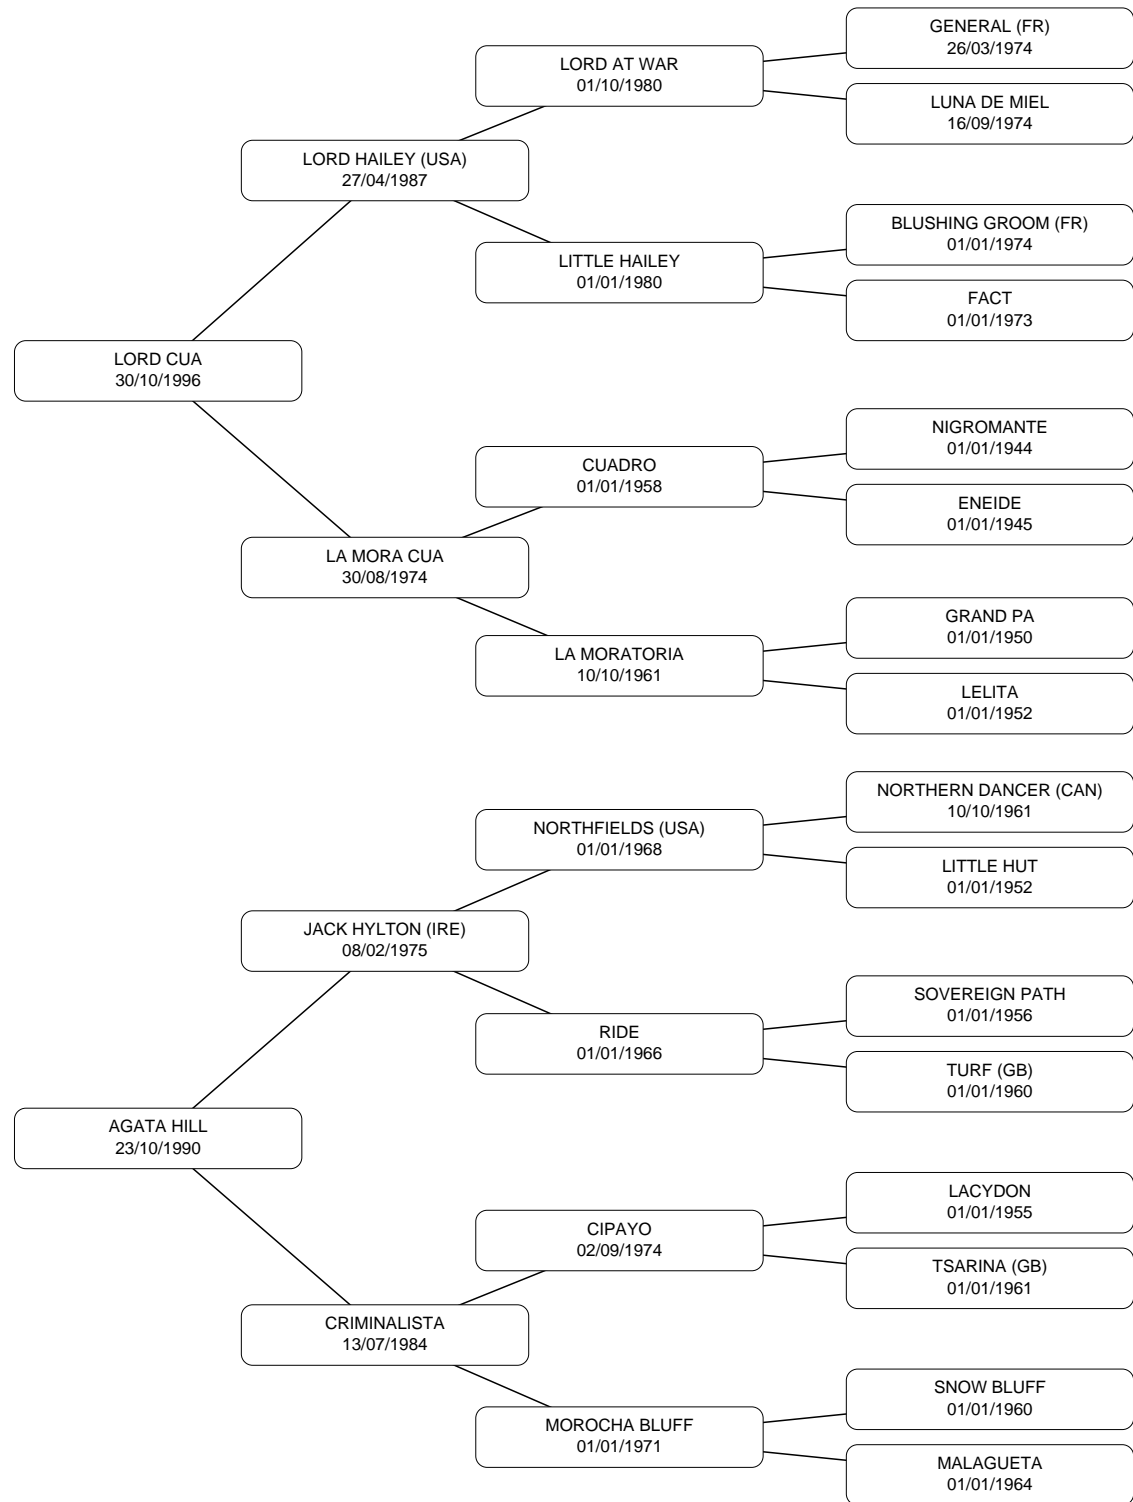 GENERAL (FR)
26/03/1974
LORD AT WAR
01/10/1980
LUNA DE MIEL
16/09/1974
LORD HAILEY (USA)
27/04/1987
BLUSHING GROOM (FR)
01/01/1974
LITTLE HAILEY
01/01/1980
FACT
01/01/1973
LORD CUA
30/10/1996
NIGROMANTE
01/01/1944
CUADRO
01/01/1958
ENEIDE
01/01/1945
LA MORA CUA
30/08/1974
GRAND PA
01/01/1950
LA MORATORIA
10/10/1961
LELITA
01/01/1952
NORTHERN DANCER (CAN)
10/10/1961
NORTHFIELDS (USA)
01/01/1968
LITTLE HUT
01/01/1952
JACK HYLTON (IRE)
08/02/1975
SOVEREIGN PATH
01/01/1956
RIDE
01/01/1966
TURF (GB)
01/01/1960
AGATA HILL
23/10/1990
LACYDON
01/01/1955
CIPAYO
02/09/1974
TSARINA (GB)
01/01/1961
CRIMINALISTA
13/07/1984
SNOW BLUFF
01/01/1960
MOROCHA BLUFF
01/01/1971
MALAGUETA
01/01/1964